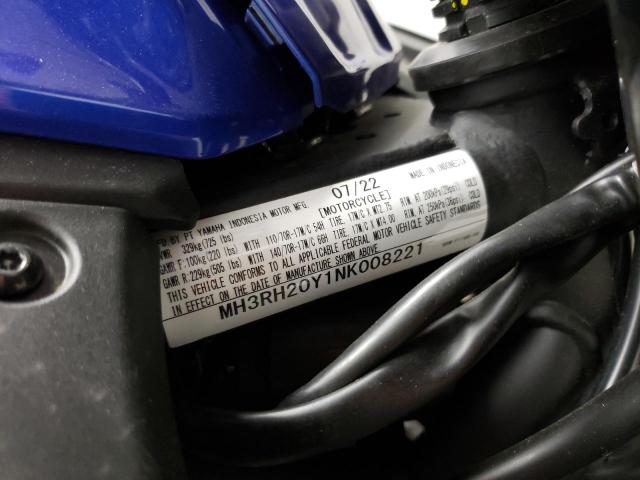 07/22 MADE IN INDONESIA
BY PT YAMAHA INDONESIA MOTOR MFG. [MOTORCYCLE]
329kg(725 lbs)
GAWR F:100kg(220 lbs) WITH 110/70R-17M/C 54H TIRE, 17M/C X MT2.75 RIM AT 200kPa(29psi) COLD
GAWR R:229kg(505 lbs) WITH 140/70R-17M/C 66H TIRE, 17M/C X MT4.00 RIM AT 250kPa(36psi) COLD
THIS VEHICLE CONFORMS TO ALL APPLICABLE FEDERAL MOTOR VEHICLE SAFETY STANDARDS
IN EFFECT ON THE DATE OF MANUFACTURE SHOWN ABOVE.
MH3RH20Y1NK008221